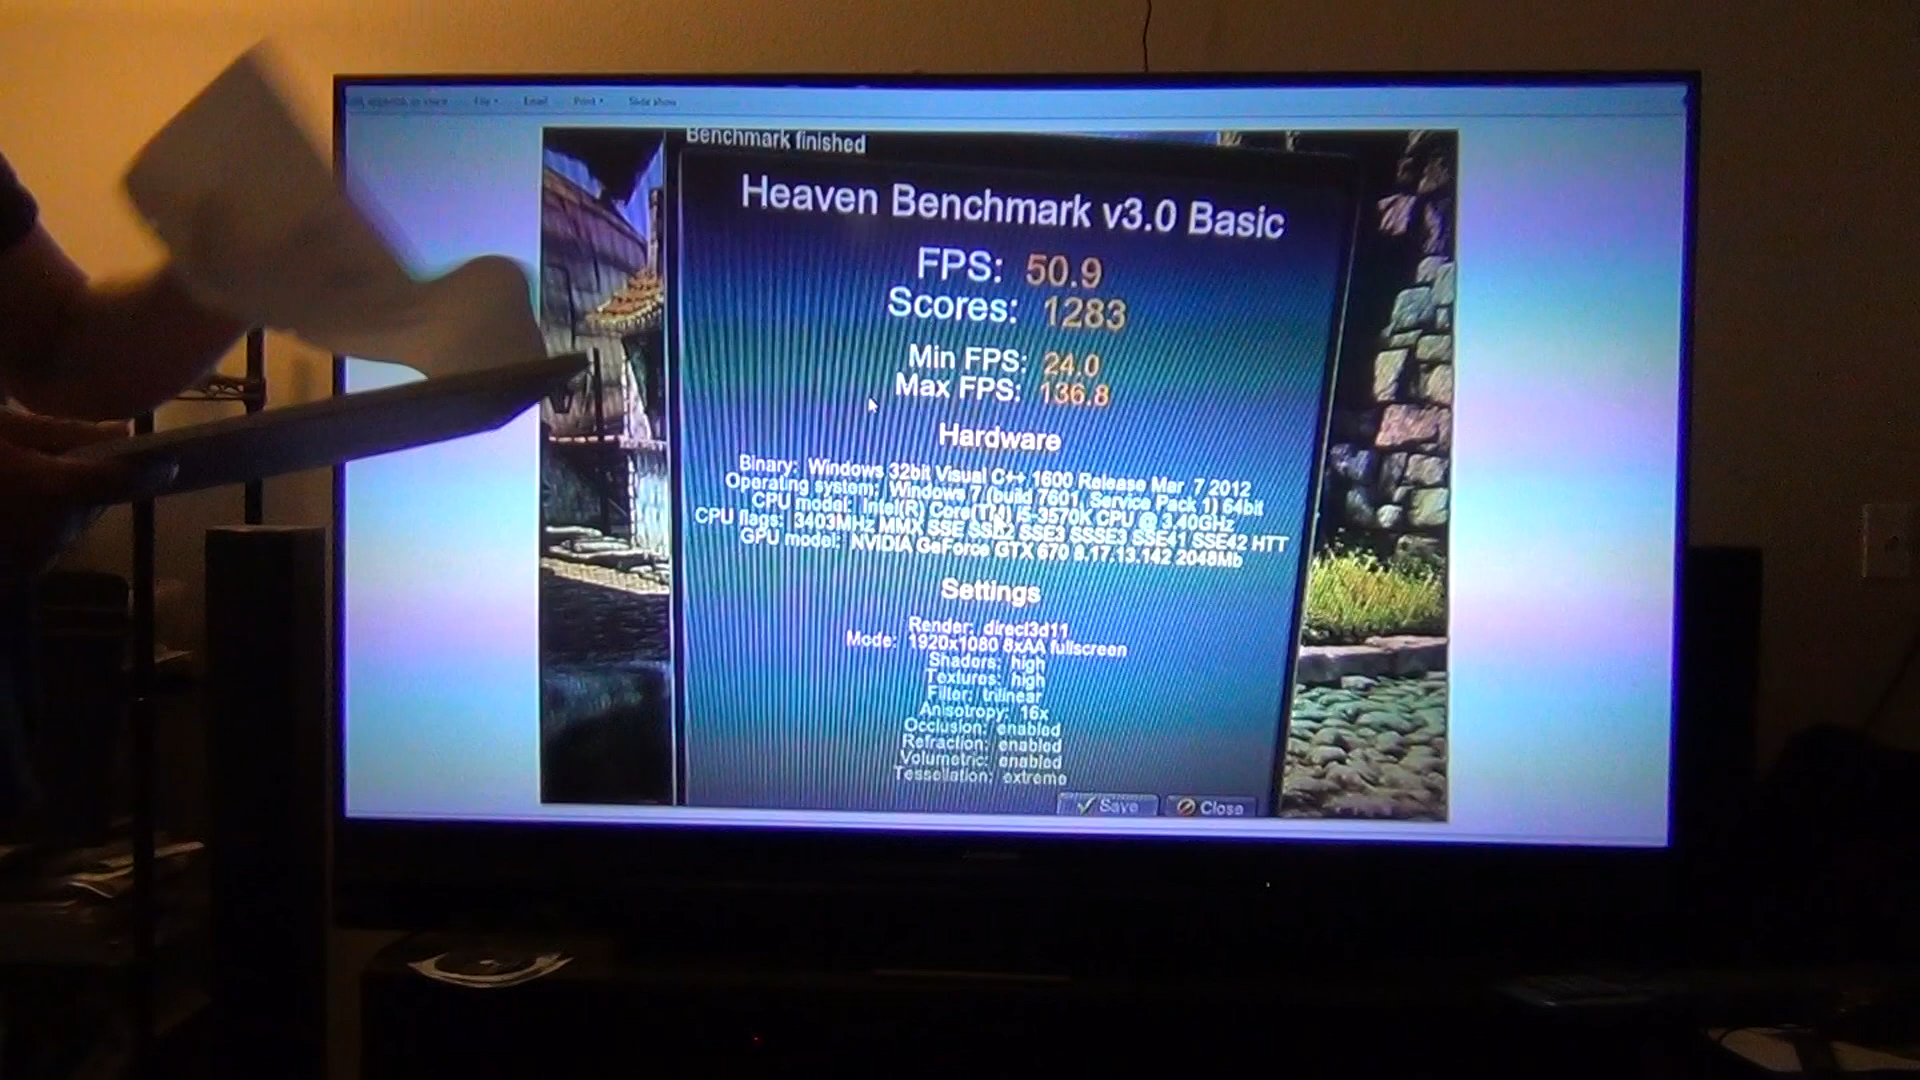 File Email Print Slide show
Benchmark finished
Heaven Benchmark v3.0 Basic
FPS: 50.9
Scores: 1283
Min FPS: 24.0
Max FPS: 136.8
Hardware
Binary: Windows 32bit Visual C++ 1600 Release Mar 7 2012
Operating system: Windows 7 (build 7601, Service Pack 1) 64bit
CPU model: Intel(R) Core(TM) i5-3570K CPU @ 3.40GHz
CPU flags: 3403MHz MMX SSE SSE2 SSE3 SSSE3 SSE41 SSE42 HTT
GPU model: NVIDIA GeForce GTX 670 8.17.13.142 2048Mb
Settings
Render: direct3d11
Mode: 1920x1080 8xAA fullscreen
Shaders: high
Textures: high
Filter: trilinear
Anisotropy: 16x
Occlusion: enabled
Refraction: enabled
Volumetric: enabled
Tessellation: extreme
Save Close